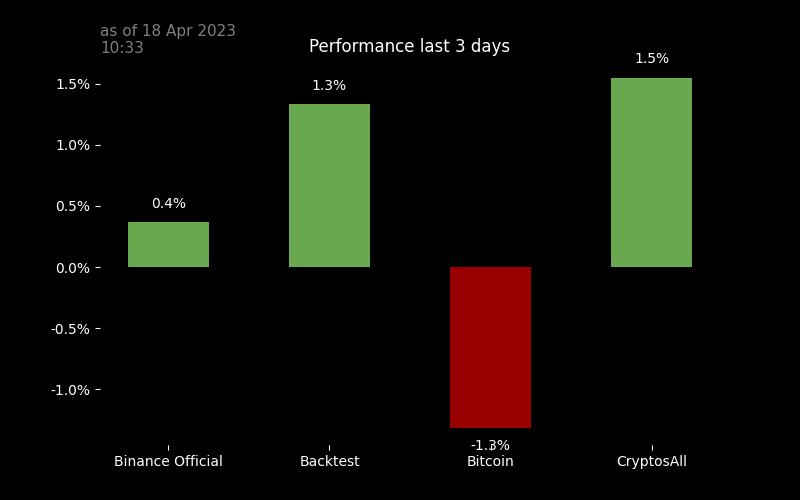 as of 18 Apr 2023
10:33
Performance last 3 days
1.5%
1.5%
1.3%
1.0%
0.5%
0.4%
0.0%
-0.5%
-1.0%
-1.3%
Binance Official
Backtest
Bitcoin
CryptosAll